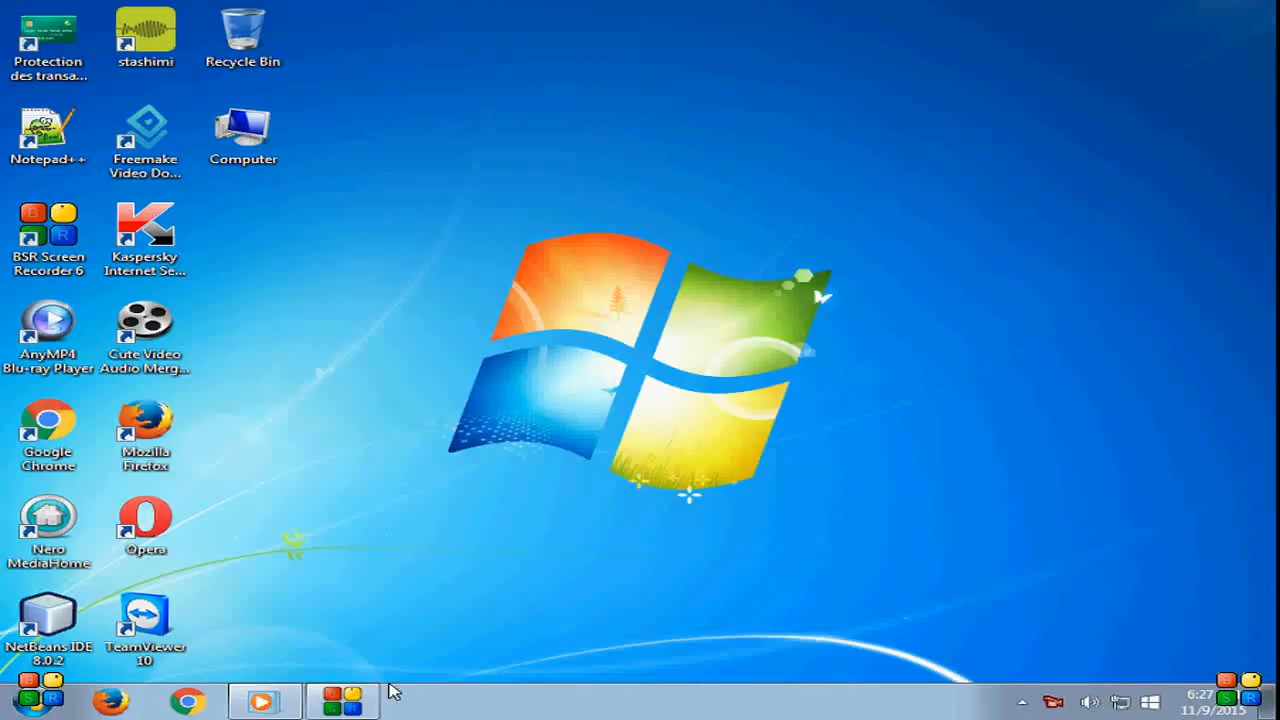 Protection
des transa...
stashimi
Recycle Bin
Notepad++
Freemake
Video Do...
Computer
BSR Screen
Recorder 6
Kaspersky
Internet Se...
AnyMP4
Blu-ray Player
Cute Video
Audio Merg...
Google
Chrome
Mozilla
Firefox
Nero
MediaHome
Opera
NetBeans IDE
8.0.2
TeamViewer
10
6:27
11/9/2015